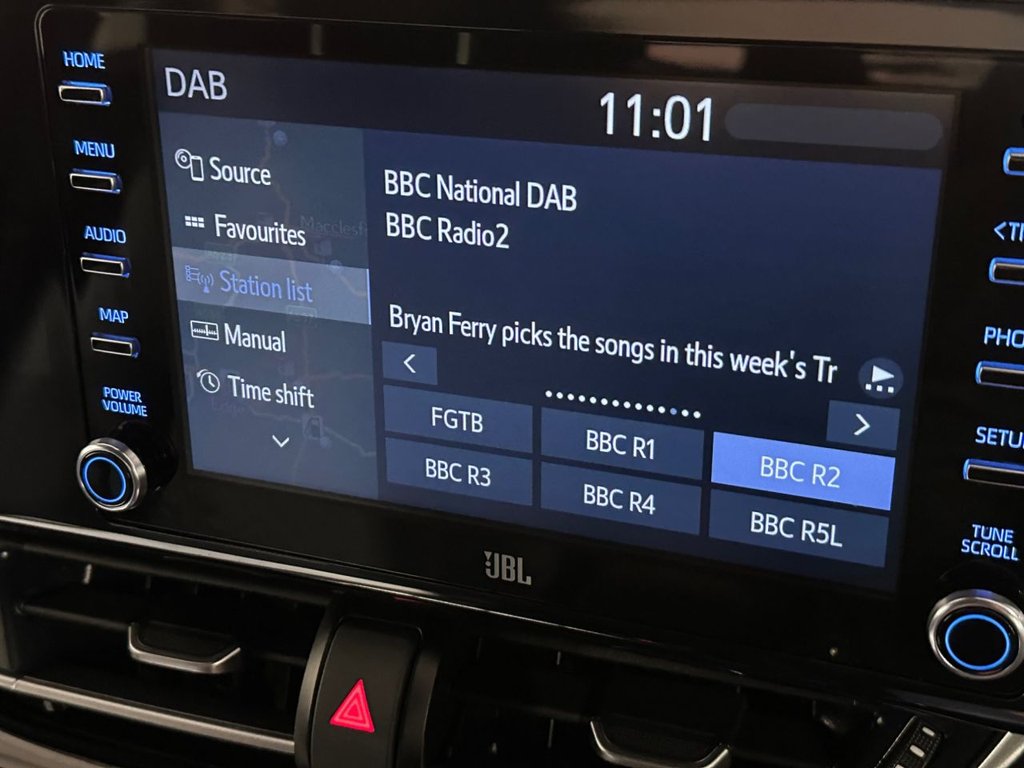 HOME
MENU
AUDIO
MAP
POWER
VOLUME
DAB
11:01
Source
Favourites
Station list
Manual
Time shift
BBC National DAB
BBC Radio2
Bryan Ferry picks the songs in this week's Tr
<
>
FGTB
BBC R1
BBC R2
BBC R3
BBC R4
BBC R5L
JBL
<T
PHO
SETU
TUNE
SCROLL